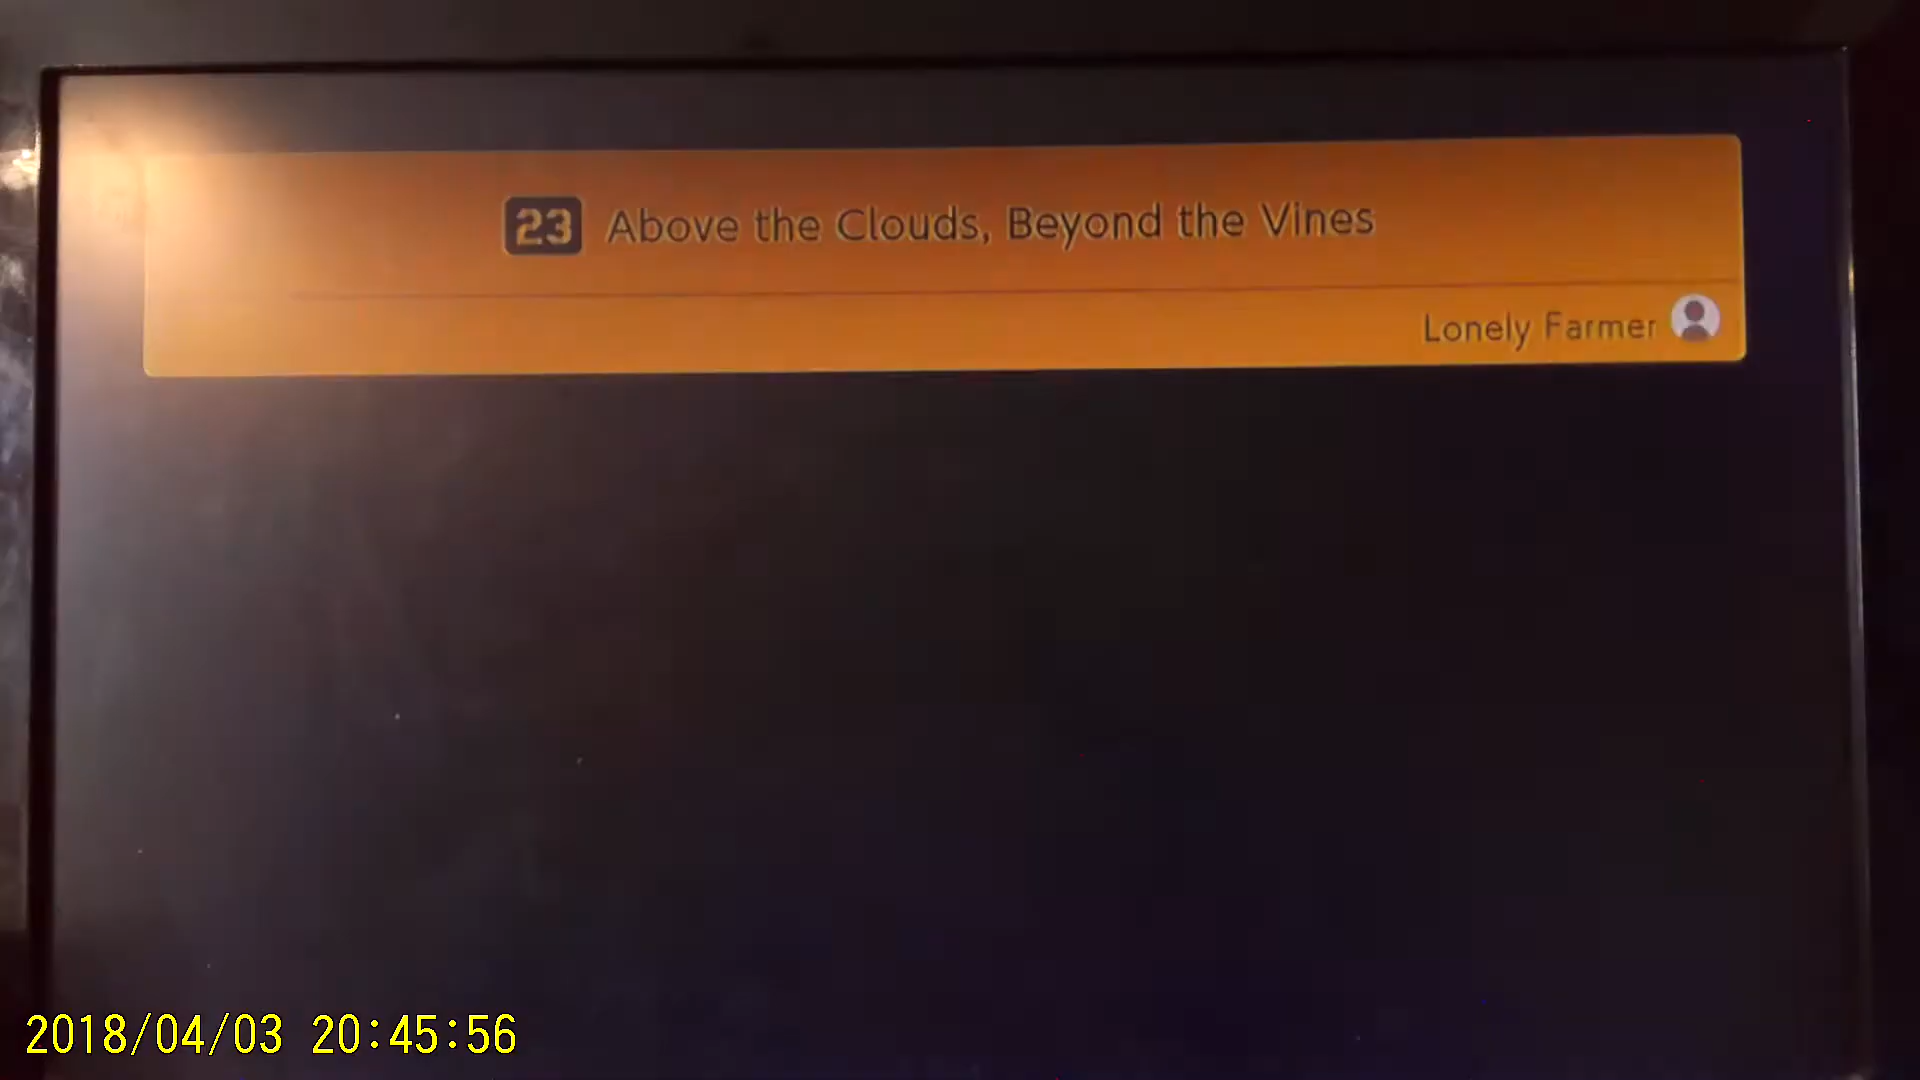 23 Above the Clouds, Beyond the Vines
Lonely Farmer
2018/04/03 20:45:56